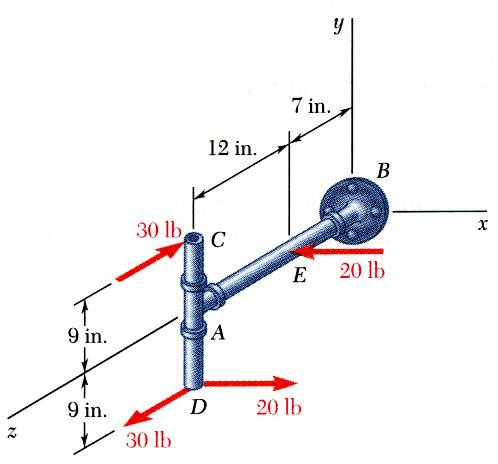 y
7 in.
12 in.
B
x
30 lb
C
E
20 lb
9 in.
A
9 in.
D
20 lb
z
30 lb